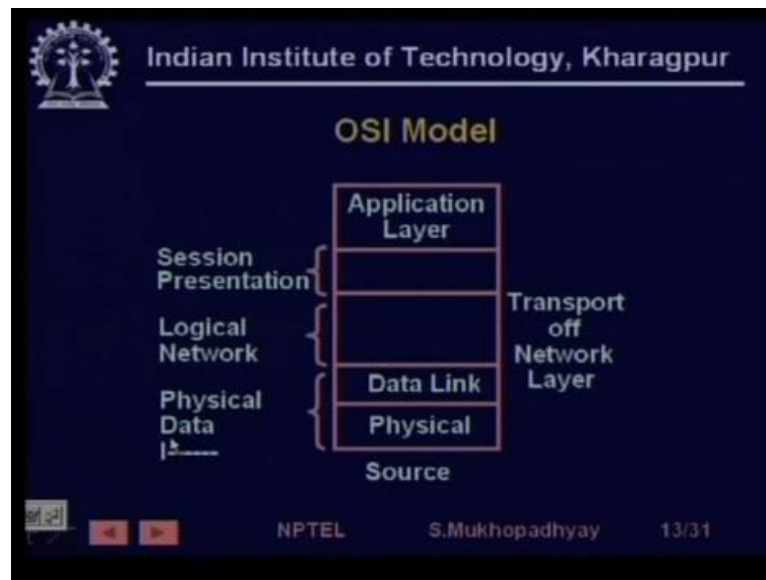 Indian Institute of Technology, Kharagpur
OSI Model
Application
Layer
Session
Presentation
Logical
Network
Transport
off
Network
Layer
Physical
Data
Data Link
Physical
Source
NPTEL S.Mukhopadhyay 13/31